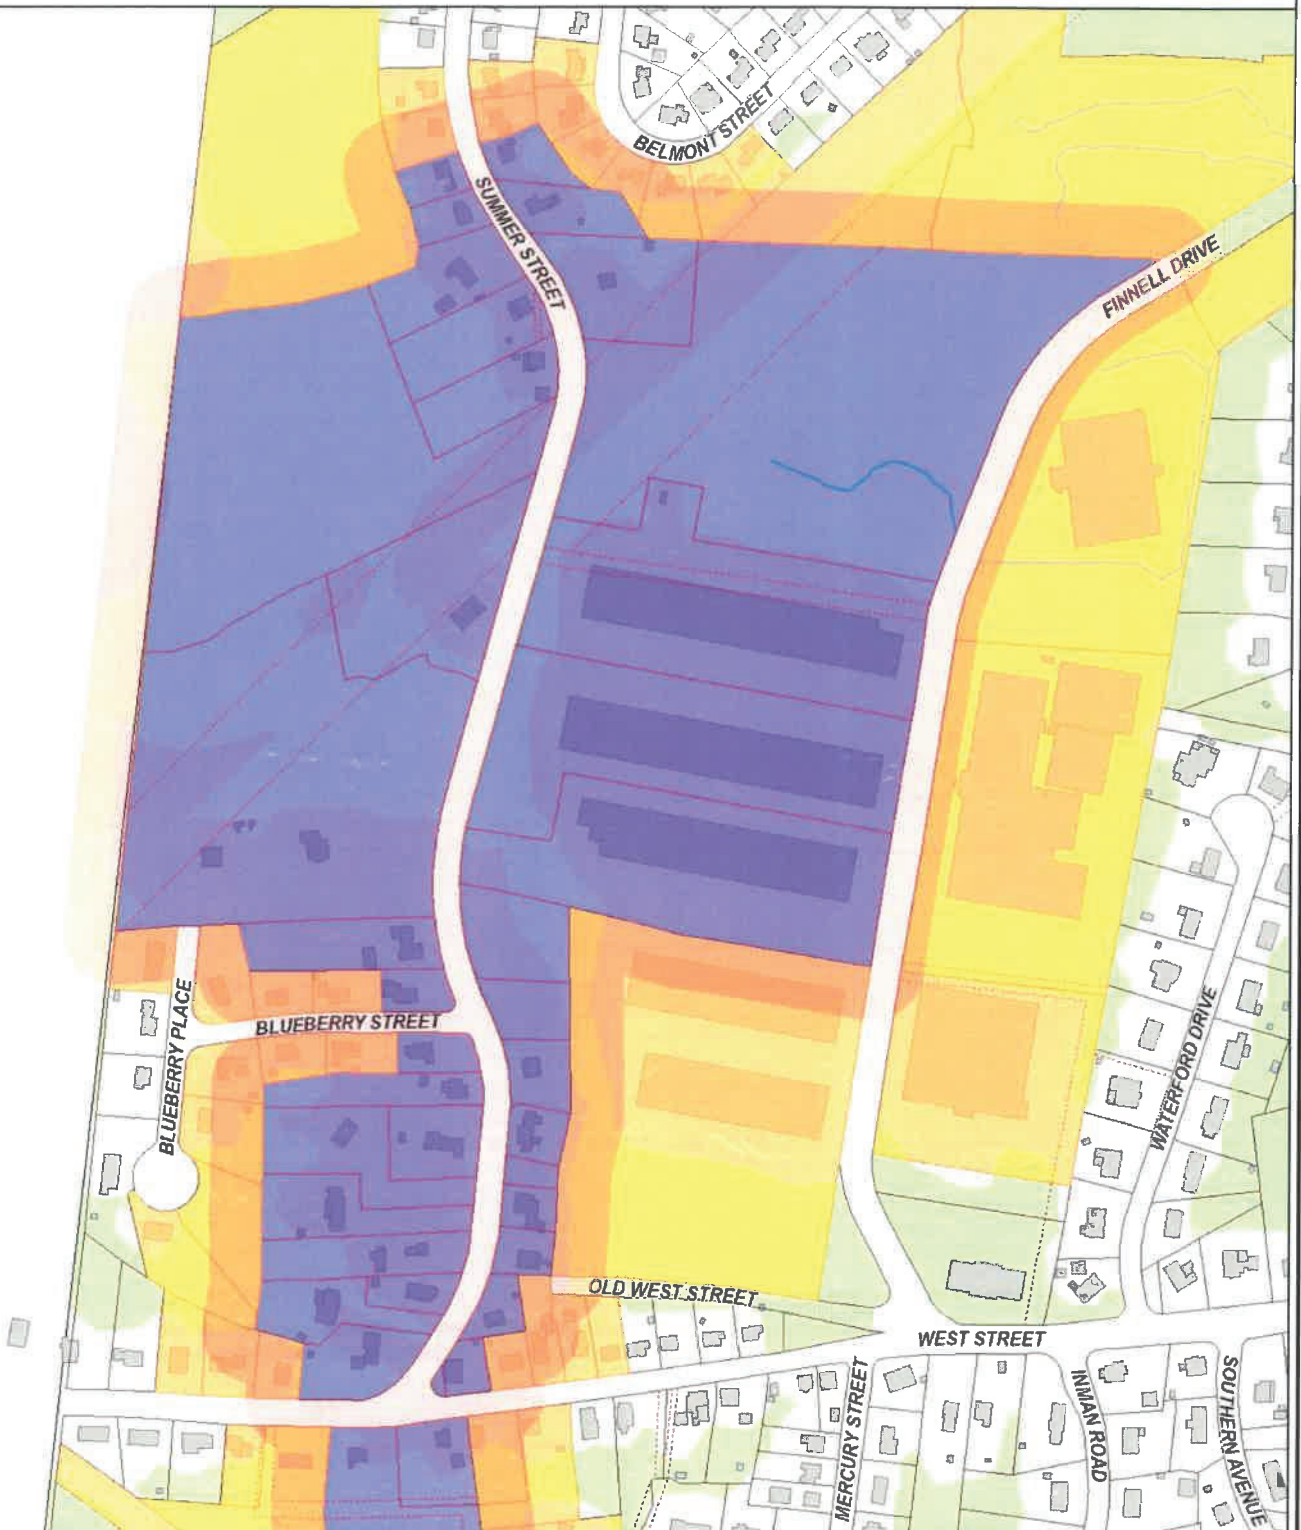 BELMONT STREET
SUMMER STREET
FINNELL DRIVE
BLUEBERRY STREET
BLUEBERRY PLACE
WATERFORD DRIVE
OLD WEST STREET
WEST STREET
MERCURY STREET
INMAN ROAD
SOUTHERN AVENUE